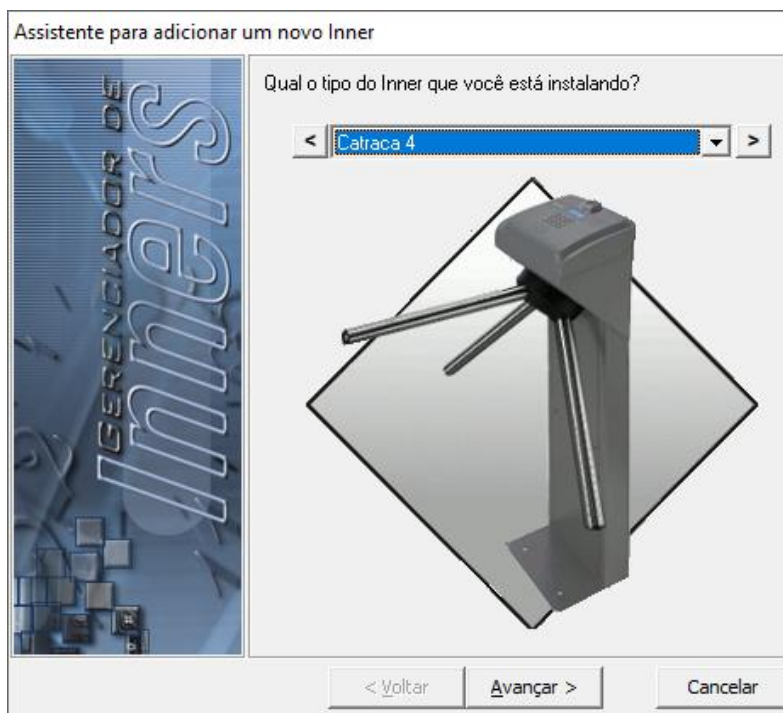 Assistente para adicionar um novo Inner
GERENCIADOR DE
Inners
Qual o tipo do Inner que você está instalando?
< Catraca 4 >
< Voltar Avançar > Cancelar